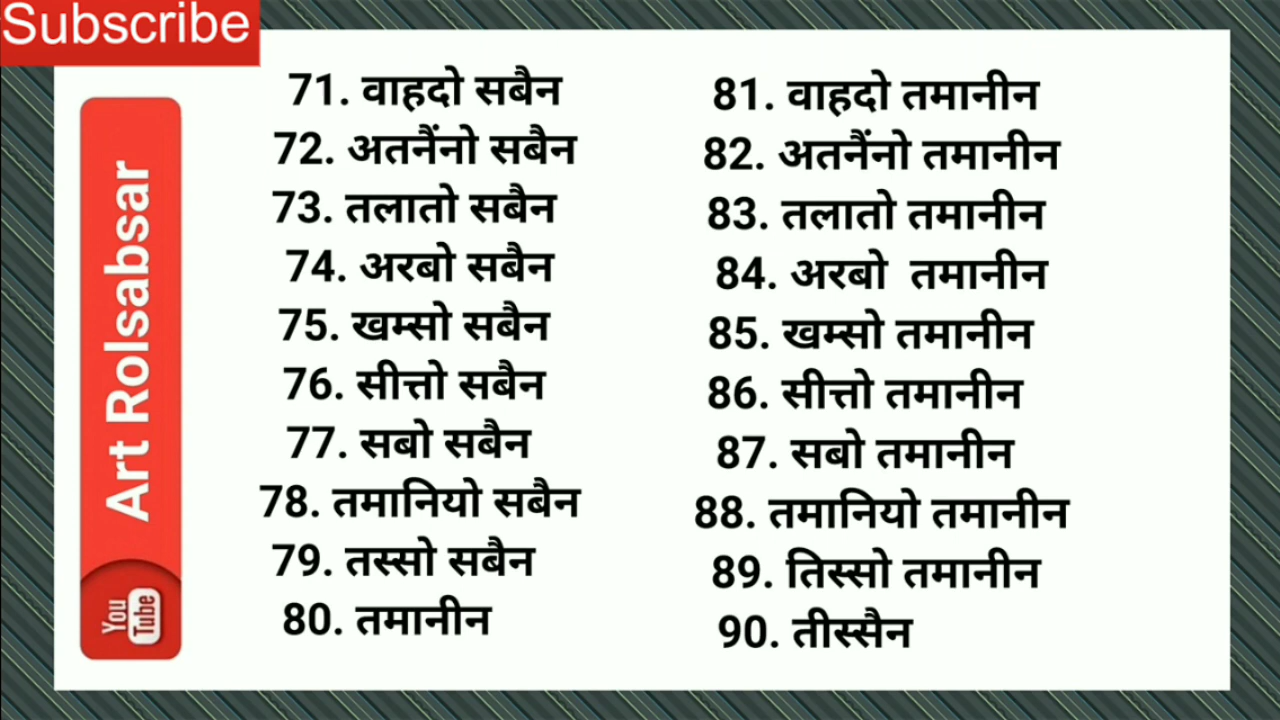 Subscribe
Art Rolsabsar
You
Tube
71. वाहदो सबैन
72. अतनैंनो सबैन
73. तलातो सबैन
74. अरबो सबैन
75. खम्सो सबैन
76. सीत्तो सबैन
77. सबो सबैन
78. तमानियो सबैन
79. तस्सो सबैन
80. तमानीन
81. वाहदो तमानीन
82. अतनैंनो तमानीन
83. तलातो तमानीन
84. अरबो तमानीन
85. खम्सो तमानीन
86. सीत्तो तमानीन
87. सबो तमानीन
88. तमानियो तमानीन
89. तिस्सो तमानीन
90. तीस्सैन